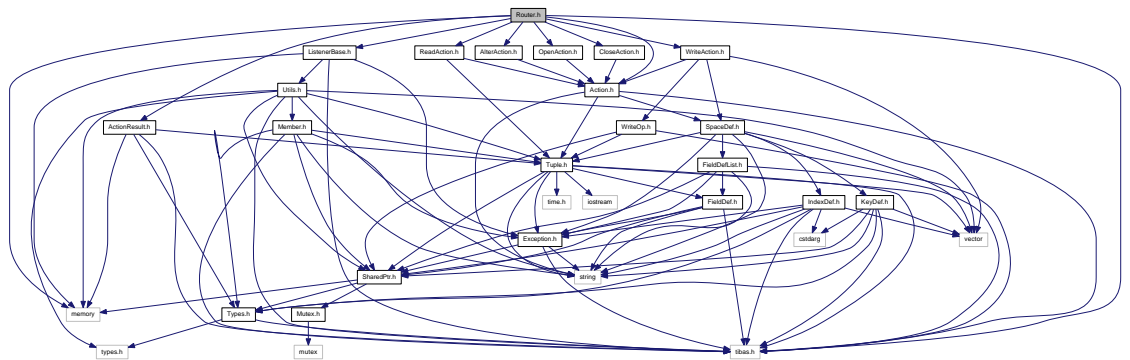 Router.h
ListenerBase.h
ReadAction.h
AlterAction.h
OpenAction.h
CloseAction.h
WriteAction.h
Utils.h
Action.h
ActionResult.h
Member.h
WriteOp.h
SpaceDef.h
Tuple.h
FieldDefList.h
time.h
iostream
FieldDef.h
IndexDef.h
KeyDef.h
Exception.h
cstdarg
vector
SharedPtr.h
string
memory
Types.h
Mutex.h
types.h
mutex
tibas.h